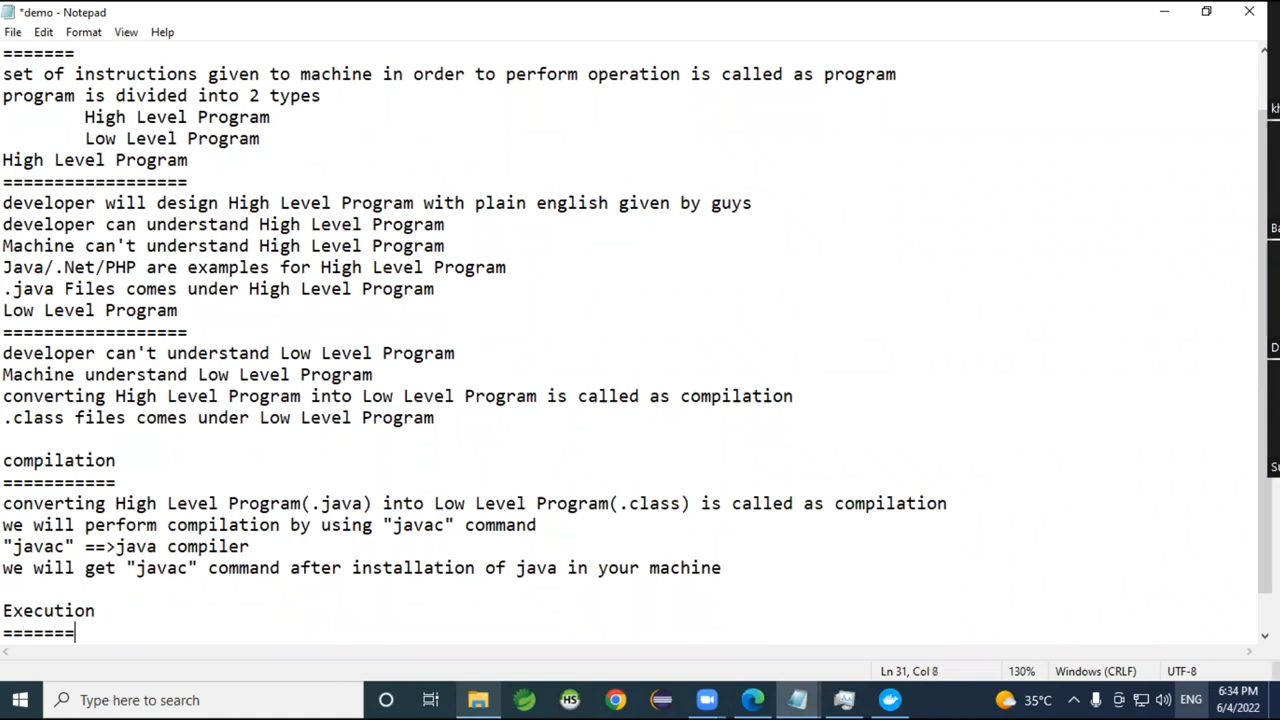 *demo - Notepad
File Edit Format View Help
=======
set of instructions given to machine in order to perform operation is called as program
program is divided into 2 types
High Level Program
Low Level Program
High Level Program
==================
developer will design High Level Program with plain english given by guys
developer can understand High Level Program
Machine can't understand High Level Program
Java/.Net/PHP are examples for High Level Program
.java Files comes under High Level Program
Low Level Program
==================
developer can't understand Low Level Program
Machine understand Low Level Program
converting High Level Program into Low Level Program is called as compilation
.class files comes under Low Level Program
compilation
===========
converting High Level Program(.java) into Low Level Program(.class) is called as compilation
we will perform compilation by using "javac" command
"javac" ==>java compiler
we will get "javac" command after installation of java in your machine
Execution
=======
Ln 31, Col 8 130% Windows (CRLF) UTF-8
Type here to search
HS
35°C ENG 6:34 PM
6/4/2022